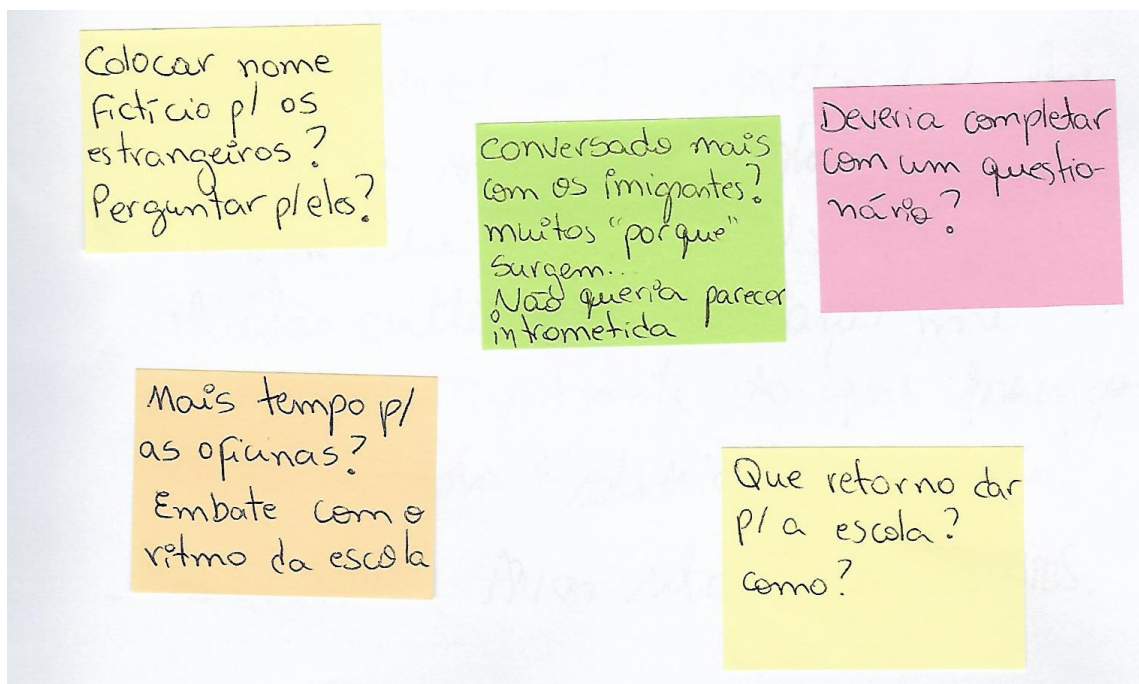 Colocar nome
fictício p/ os
estrangeiros?
Perguntar p/eles?
conversado mais
com os imigrantes?
muitos "porque"
surgem...
Não queria parecer
intrometida
Deveria completar
com um questio-
nário?
Mais tempo p/
as oficinas?
Embate com o
ritmo da escola
Que retorno dar
p/ a escola?
como?